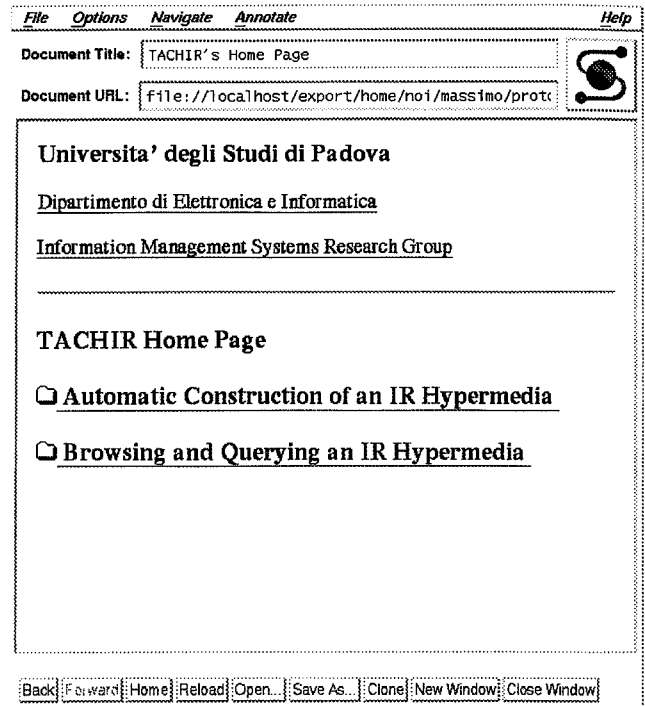 File Options Navigate Annotate Help
Document Title: TACHIR's Home Page
Document URL: file://localhost/export/home/noi/massimo/proto
Universita' degli Studi di Padova
Dipartimento di Elettronica e Informatica
Information Management Systems Research Group
TACHIR Home Page
Automatic Construction of an IR Hypermedia
Browsing and Querying an IR Hypermedia
Back Forward Home Reload Open... Save As... Clone New Window Close Window